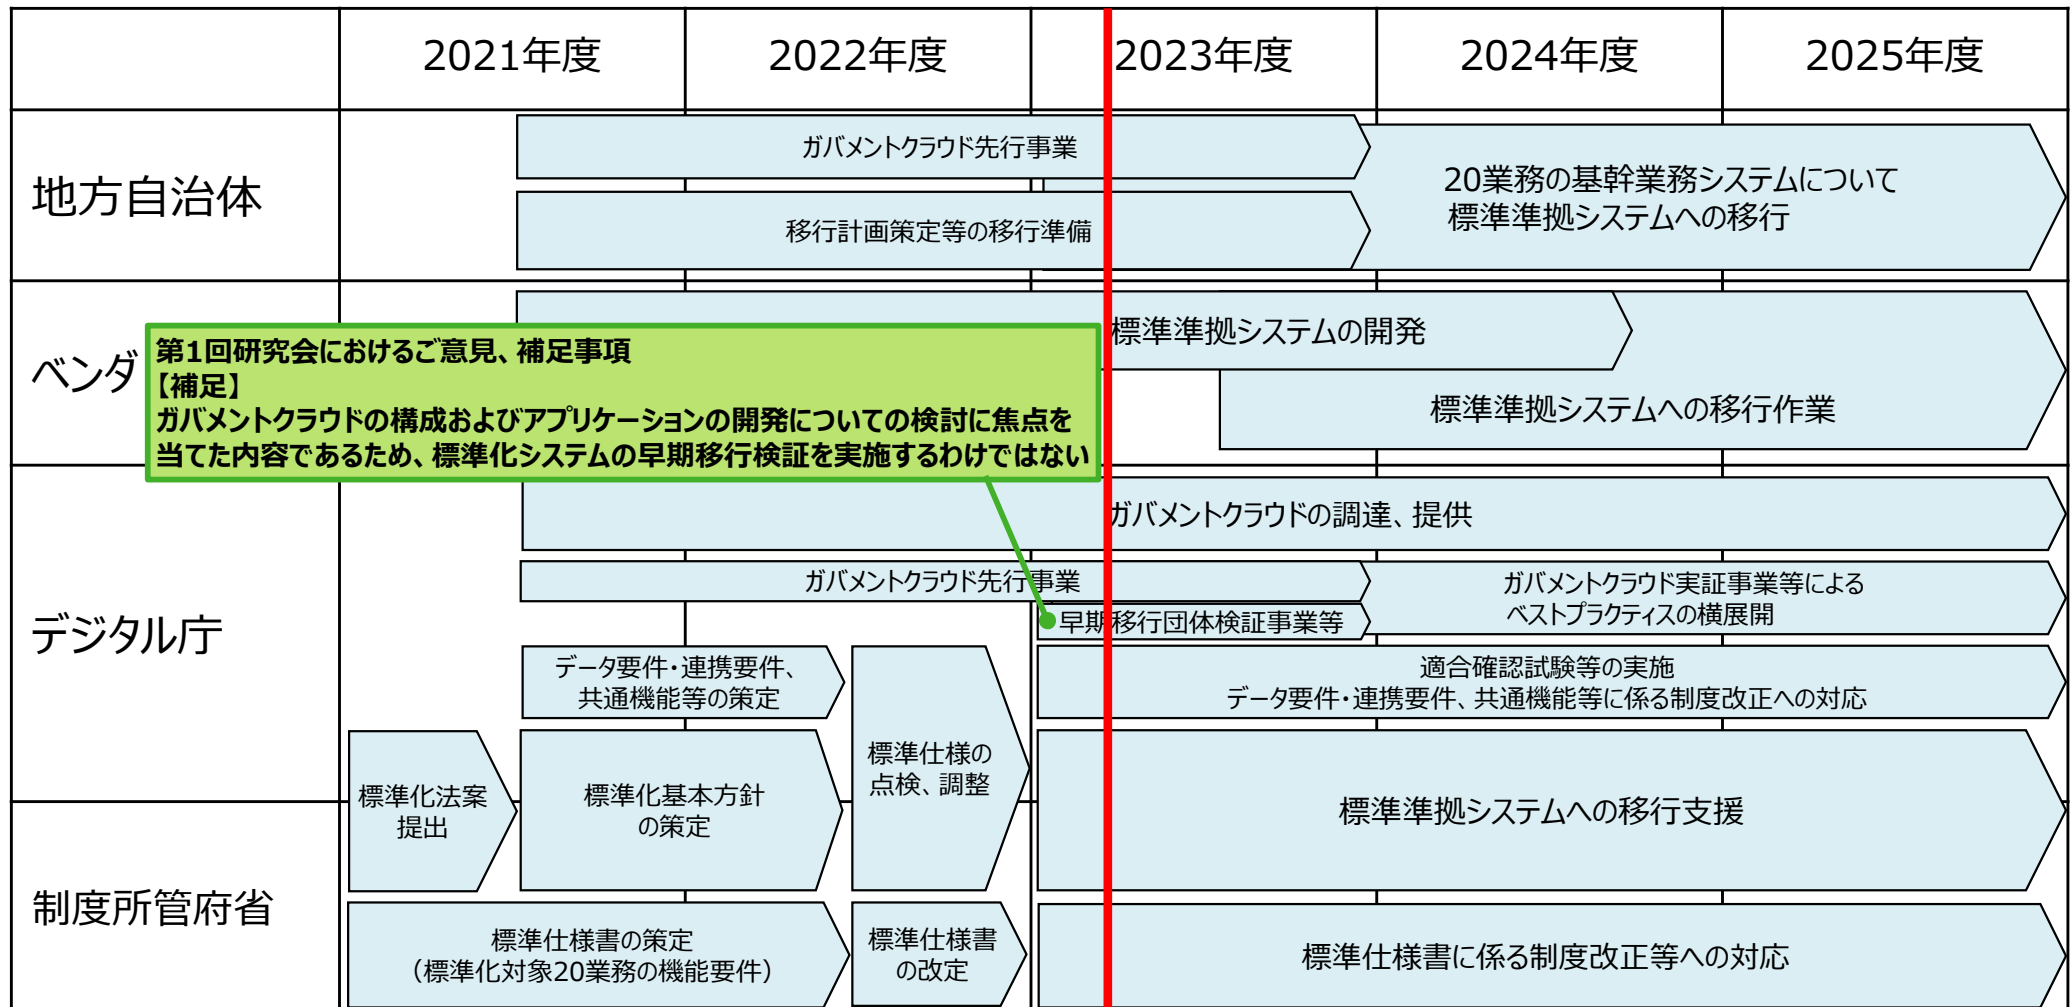 2021年度
2022年度
2023年度
2024年度
2025年度
地方自治体
ガバメントクラウド先行事業
移行計画策定等の移行準備
20業務の基幹業務システムについて
標準準拠システムへの移行
ベンダ
標準準拠システムの開発
標準準拠システムへの移行作業
第1回研究会におけるご意見、補足事項
【補足】
ガバメントクラウドの構成およびアプリケーションの開発についての検討に焦点を
当てた内容であるため、標準化システムの早期移行検証を実施するわけではない
デジタル庁
ガバメントクラウドの調達、提供
ガバメントクラウド先行事業
早期移行団体検証事業等
ガバメントクラウド実証事業等による
ベストプラクティスの横展開
データ要件・連携要件、
共通機能等の策定
標準仕様の
点検、調整
適合確認試験等の実施
データ要件・連携要件、共通機能等に係る制度改正への対応
標準化法案
提出
標準化基本方針
の策定
標準準拠システムへの移行支援
制度所管府省
標準仕様書の策定
（標準化対象20業務の機能要件）
標準仕様書
の改定
標準仕様書に係る制度改正等への対応